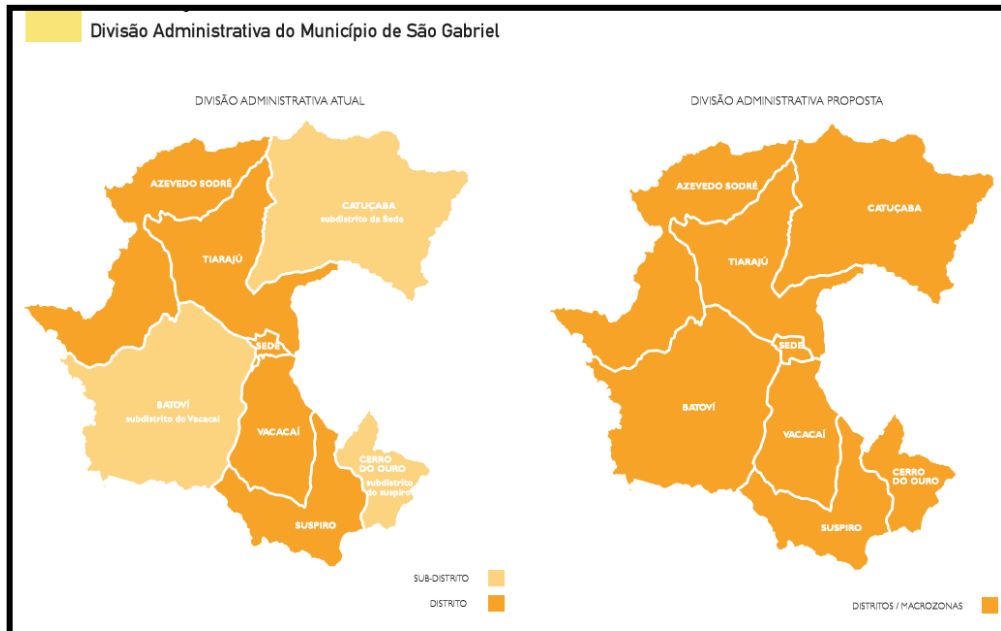 Divisão Administrativa do Município de São Gabriel
DIVISÃO ADMINISTRATIVA ATUAL
AZEVEDO SODRÉ
CATUÇABA
subdistrito da Sede
TIARAJÚ
SEDE
BATOVÍ
subdistrito do Vacacaí
VACACAÍ
CERRO
DO OURO
subdistrito
do suspiro
SUSPIRO
SUB-DISTRITO
DISTRITO
DIVISÃO ADMINISTRATIVA PROPOSTA
AZEVEDO SODRÉ
CATUÇABA
TIARAJÚ
SEDE
BATOVÍ
VACACAÍ
CERRO
DO OURO
SUSPIRO
DISTRITOS / MACROZONAS